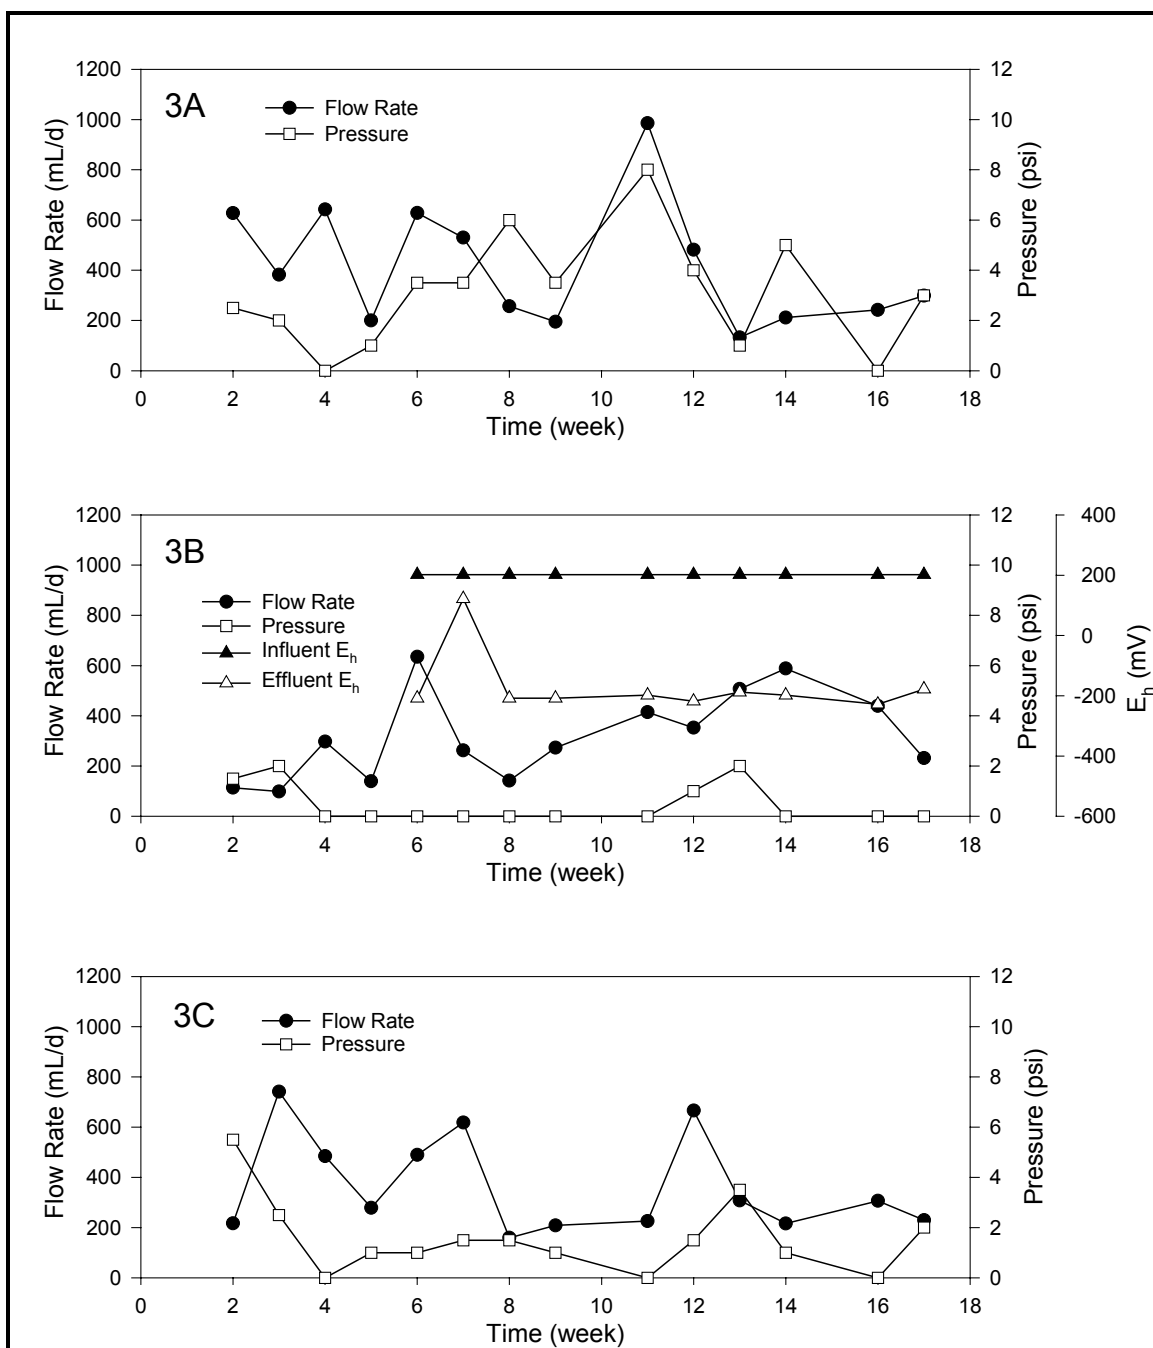 3A
Flow Rate
Pressure
1200
1000
800
600
400
200
0
Flow Rate (mL/d)
12
10
8
6
4
2
0
Pressure (psi)
0 2 4 6 8 10 12 14 16 18
Time (week)
3B
Flow Rate
Pressure
Influent Eh
Effluent Eh
1200
1000
800
600
400
200
0
Flow Rate (mL/d)
12
10
8
6
4
2
0
Pressure (psi)
400
200
0
-200
-400
-600
Eh (mV)
0 2 4 6 8 10 12 14 16 18
Time (week)
3C
Flow Rate
Pressure
1200
1000
800
600
400
200
0
Flow Rate (mL/d)
12
10
8
6
4
2
0
Pressure (psi)
0 2 4 6 8 10 12 14 16 18
Time (week)